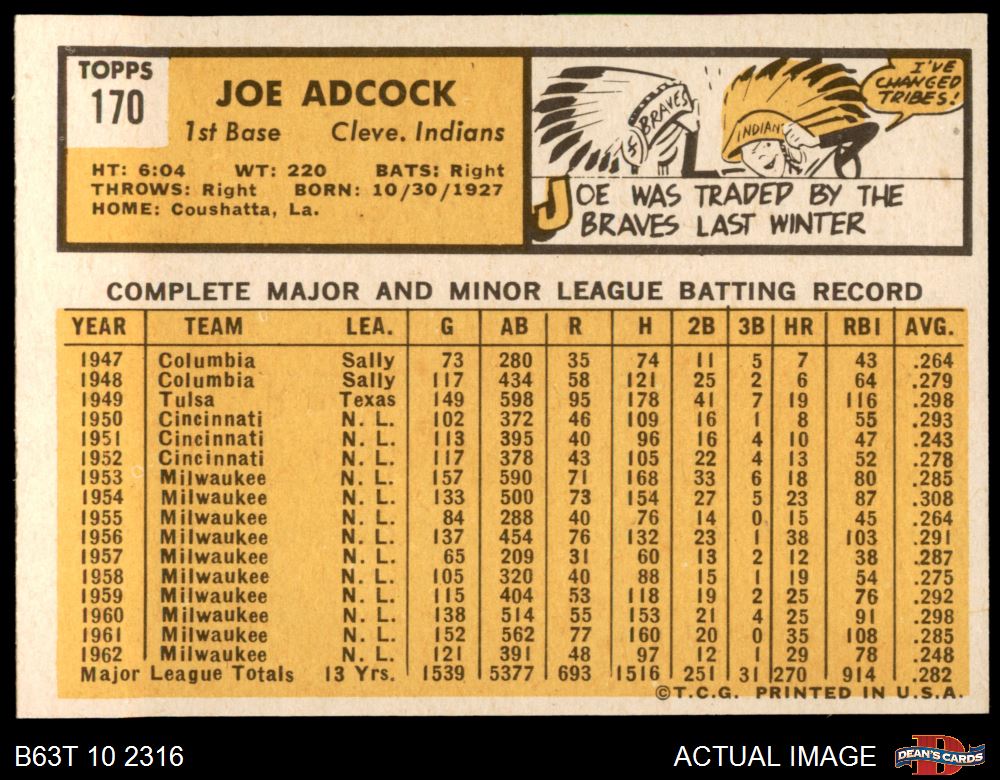 TOPPS
170
JOE ADCOCK
1st Base Cleve. Indians
HT: 6:04 WT: 220 BATS: Right
THROWS: Right BORN: 10/30/1927
HOME: Coushatta, La.
BRAVES
INDIANS
I'VE
CHANGED
TRIBES!
JOE WAS TRADED BY THE
BRAVES LAST WINTER
COMPLETE MAJOR AND MINOR LEAGUE BATTING RECORD
YEAR TEAM LEA. G AB R H 2B 3B HR RBI AVG.
1947 Columbia Sally 73 280 35 74 11 5 7 43 .264
1948 Columbia Sally 117 434 58 121 25 2 6 64 .279
1949 Tulsa Texas 149 598 95 178 41 7 19 116 .298
1950 Cincinnati N. L. 102 372 46 109 16 1 8 55 .293
1951 Cincinnati N. L. 113 395 40 96 16 4 10 47 .243
1952 Cincinnati N. L. 117 378 43 105 22 4 13 52 .278
1953 Milwaukee N. L. 157 590 71 168 33 6 18 80 .285
1954 Milwaukee N. L. 133 500 73 154 27 5 23 87 .308
1955 Milwaukee N. L. 84 288 40 76 14 0 15 45 .264
1956 Milwaukee N. L. 137 454 76 132 23 1 38 103 .291
1957 Milwaukee N. L. 65 209 31 60 13 2 12 38 .287
1958 Milwaukee N. L. 105 320 40 88 15 1 19 54 .275
1959 Milwaukee N. L. 115 404 53 118 19 2 25 76 .292
1960 Milwaukee N. L. 138 514 55 153 21 4 25 91 .298
1961 Milwaukee N. L. 152 562 77 160 20 0 35 108 .285
1962 Milwaukee N. L. 121 391 48 97 12 1 29 78 .248
Major League Totals 13 Yrs. 1539 5377 693 1516 251 31 270 914 .282
©T.C.G. PRINTED IN U.S.A.
B63T 10 2316 ACTUAL IMAGE DEAN'S CARDS